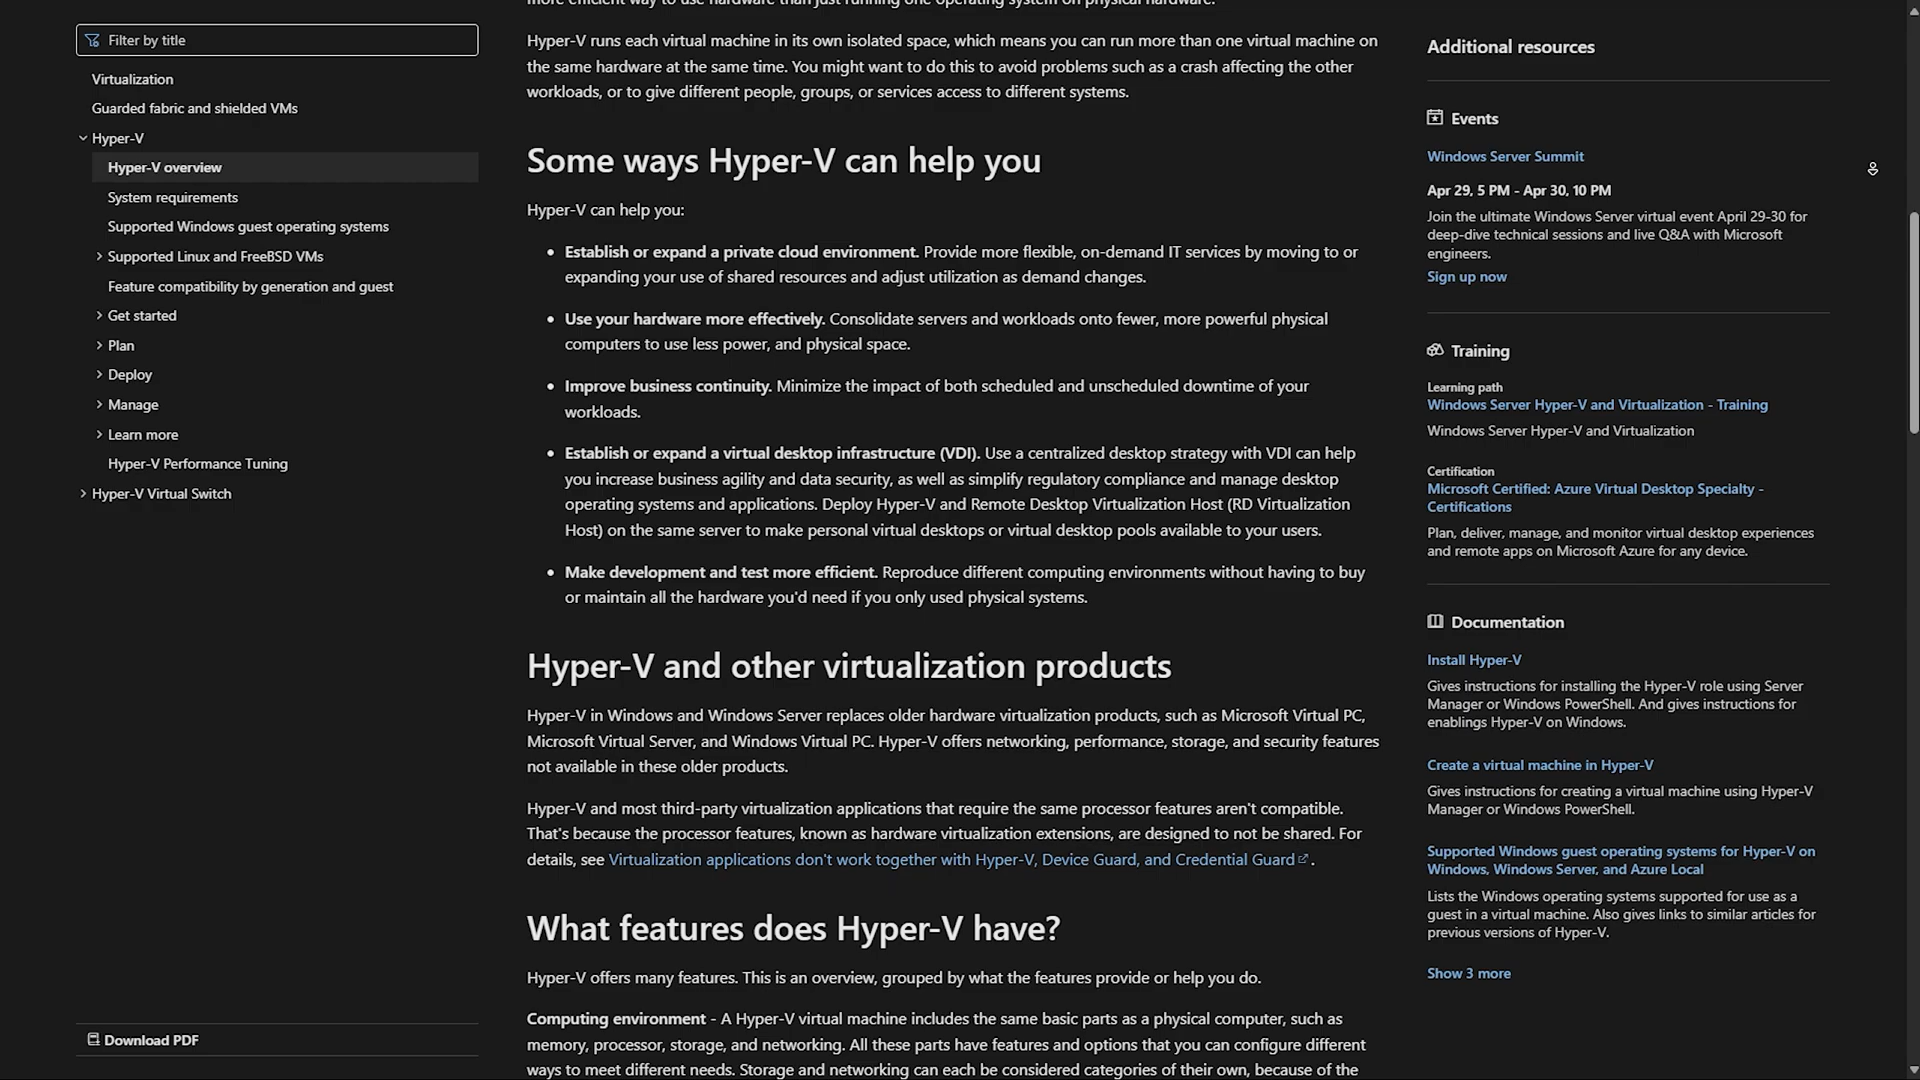 Filter by title
Virtualization
Guarded fabric and shielded VMs
Hyper-V
Hyper-V overview
System requirements
Supported Windows guest operating systems
Supported Linux and FreeBSD VMs
Feature compatibility by generation and guest
Get started
Plan
Deploy
Manage
Learn more
Hyper-V Performance Tuning
Hyper-V Virtual Switch
Download PDF
more efficient way to use hardware than just running one operating system on physical hardware.
Hyper-V runs each virtual machine in its own isolated space, which means you can run more than one virtual machine on
the same hardware at the same time. You might want to do this to avoid problems such as a crash affecting the other
workloads, or to give different people, groups, or services access to different systems.
Some ways Hyper-V can help you
Hyper-V can help you:
• Establish or expand a private cloud environment. Provide more flexible, on-demand IT services by moving to or
expanding your use of shared resources and adjust utilization as demand changes.
• Use your hardware more effectively. Consolidate servers and workloads onto fewer, more powerful physical
computers to use less power, and physical space.
• Improve business continuity. Minimize the impact of both scheduled and unscheduled downtime of your
workloads.
• Establish or expand a virtual desktop infrastructure (VDI). Use a centralized desktop strategy with VDI can help
you increase business agility and data security, as well as simplify regulatory compliance and manage desktop
operating systems and applications. Deploy Hyper-V and Remote Desktop Virtualization Host (RD Virtualization
Host) on the same server to make personal virtual desktops or virtual desktop pools available to your users.
• Make development and test more efficient. Reproduce different computing environments without having to buy
or maintain all the hardware you'd need if you only used physical systems.
Hyper-V and other virtualization products
Hyper-V in Windows and Windows Server replaces older hardware virtualization products, such as Microsoft Virtual PC,
Microsoft Virtual Server, and Windows Virtual PC. Hyper-V offers networking, performance, storage, and security features
not available in these older products.
Hyper-V and most third-party virtualization applications that require the same processor features aren't compatible.
That's because the processor features, known as hardware virtualization extensions, are designed to not be shared. For
details, see Virtualization applications don't work together with Hyper-V, Device Guard, and Credential Guard.
What features does Hyper-V have?
Hyper-V offers many features. This is an overview, grouped by what the features provide or help you do.
Computing environment - A Hyper-V virtual machine includes the same basic parts as a physical computer, such as
memory, processor, storage, and networking. All these parts have features and options that you can configure different
ways to meet different needs. Storage and networking can each be considered categories of their own, because of the
Additional resources
Events
Windows Server Summit
Apr 29, 5 PM - Apr 30, 10 PM
Join the ultimate Windows Server virtual event April 29-30 for
deep-dive technical sessions and live Q&A with Microsoft
engineers.
Sign up now
Training
Learning path
Windows Server Hyper-V and Virtualization - Training
Windows Server Hyper-V and Virtualization
Certification
Microsoft Certified: Azure Virtual Desktop Specialty -
Certifications
Plan, deliver, manage, and monitor virtual desktop experiences
and remote apps on Microsoft Azure for any device.
Documentation
Install Hyper-V
Gives instructions for installing the Hyper-V role using Server
Manager or Windows PowerShell. And gives instructions for
enablings Hyper-V on Windows.
Create a virtual machine in Hyper-V
Gives instructions for creating a virtual machine using Hyper-V
Manager or Windows PowerShell.
Supported Windows guest operating systems for Hyper-V on
Windows, Windows Server, and Azure Local
Lists the Windows operating systems supported for use as a
guest in a virtual machine. Also gives links to similar articles for
previous versions of Hyper-V.
Show 3 more